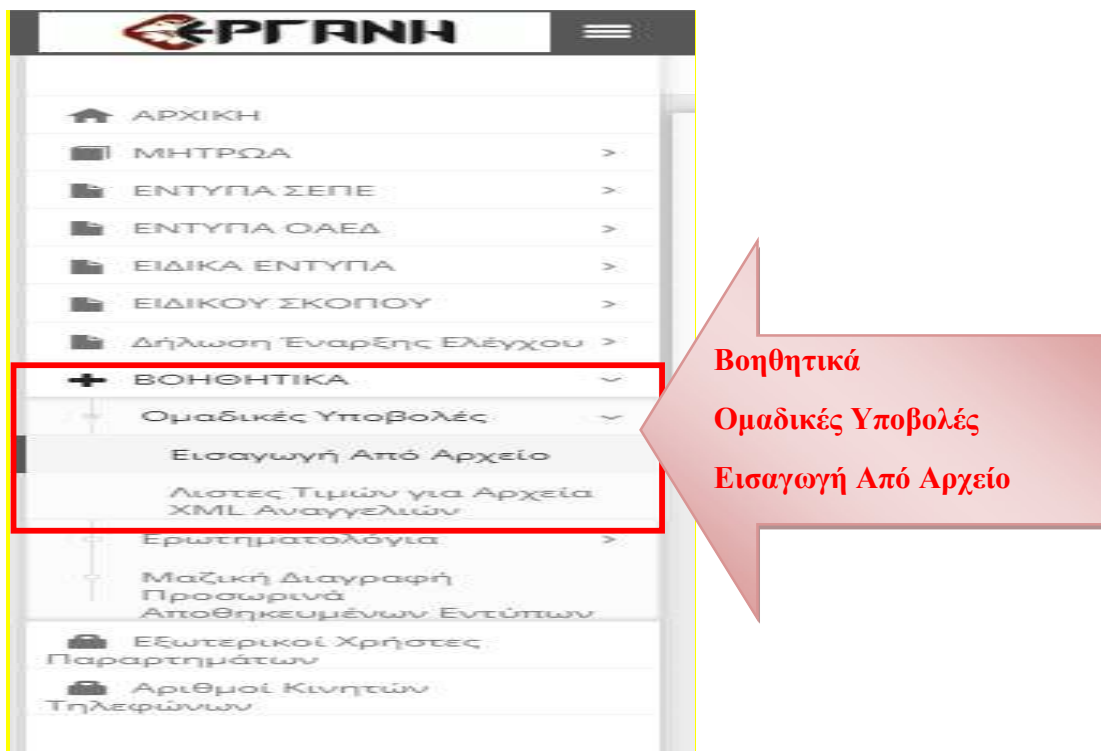 ΕΡΓΑΝΗ
ΑΡΧΙΚΗ
ΜΗΤΡΩΑ
ΕΝΤΥΠΑ ΣΕΠΕ
ΕΝΤΥΠΑ ΟΑΕΔ
ΕΙΔΙΚΑ ΕΝΤΥΠΑ
ΕΙΔΙΚΟΥ ΣΚΟΠΟΥ
Δήλωση Έναρξης Ελέγχου
ΒΟΗΘΗΤΙΚΑ
Ομαδικές Υποβολές
Εισαγωγή Από Αρχείο
Λιστες Τιμών για Αρχεία
XML Αναγγελιών
Ερωτηματολόγια
Μαζική Διαγραφή
Προσωρινά
Αποθηκευμένων Εντύπων
Εξωτερικοί Χρήστες
Παραρτημάτων
Αριθμοί Κινητών
Τηλεφώνων
Βοηθητικά
Ομαδικές Υποβολές
Εισαγωγή Από Αρχείο